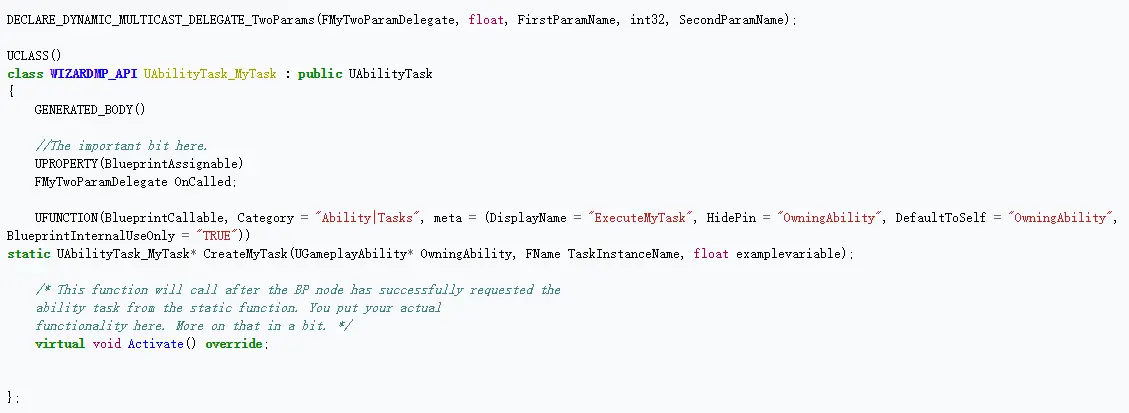 DECLARE_DYNAMIC_MULTICAST_DELEGATE_TwoParams(FMyTwoParamDelegate, float, FirstParamName, int32, SecondParamName);
UCLASS()
class WIZARDMP_API UAbilityTask_MyTask : public UAbilityTask
{
GENERATED_BODY()
//The important bit here.
UPROPERTY(BlueprintAssignable)
FMyTwoParamDelegate OnCalled;
UFUNCTION(BlueprintCallable, Category = "Ability|Tasks", meta = (DisplayName = "ExecuteMyTask", HidePin = "OwningAbility", DefaultToSelf = "OwningAbility",
BlueprintInternalUseOnly = "TRUE"))
static UAbilityTask_MyTask* CreateMyTask(UGameplayAbility* OwningAbility, FName TaskInstanceName, float examplevariable);
/* This function will call after the BP node has successfully requested the
ability task from the static function. You put your actual
functionality here. More on that in a bit. */
virtual void Activate() override;
};